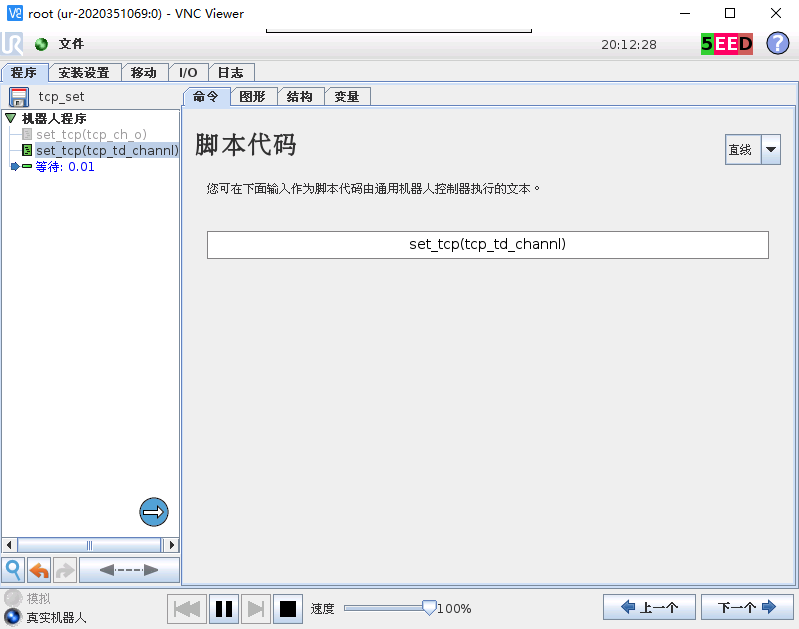 root (ur-2020351069:0) - VNC Viewer
文件
20:12:28
5EED
?
程序 安装设置 移动 I/O 日志
tcp_set
命令 图形 结构 变量
机器人程序
set_tcp(tcp_ch_o)
set_tcp(tcp_td_channl)
等待: 0.01
脚本代码
直线
您可在下面输入作为脚本代码由通用机器人控制器执行的文本。
set_tcp(tcp_td_channl)
模拟
真实机器人
速度
100%
上一个
下一个